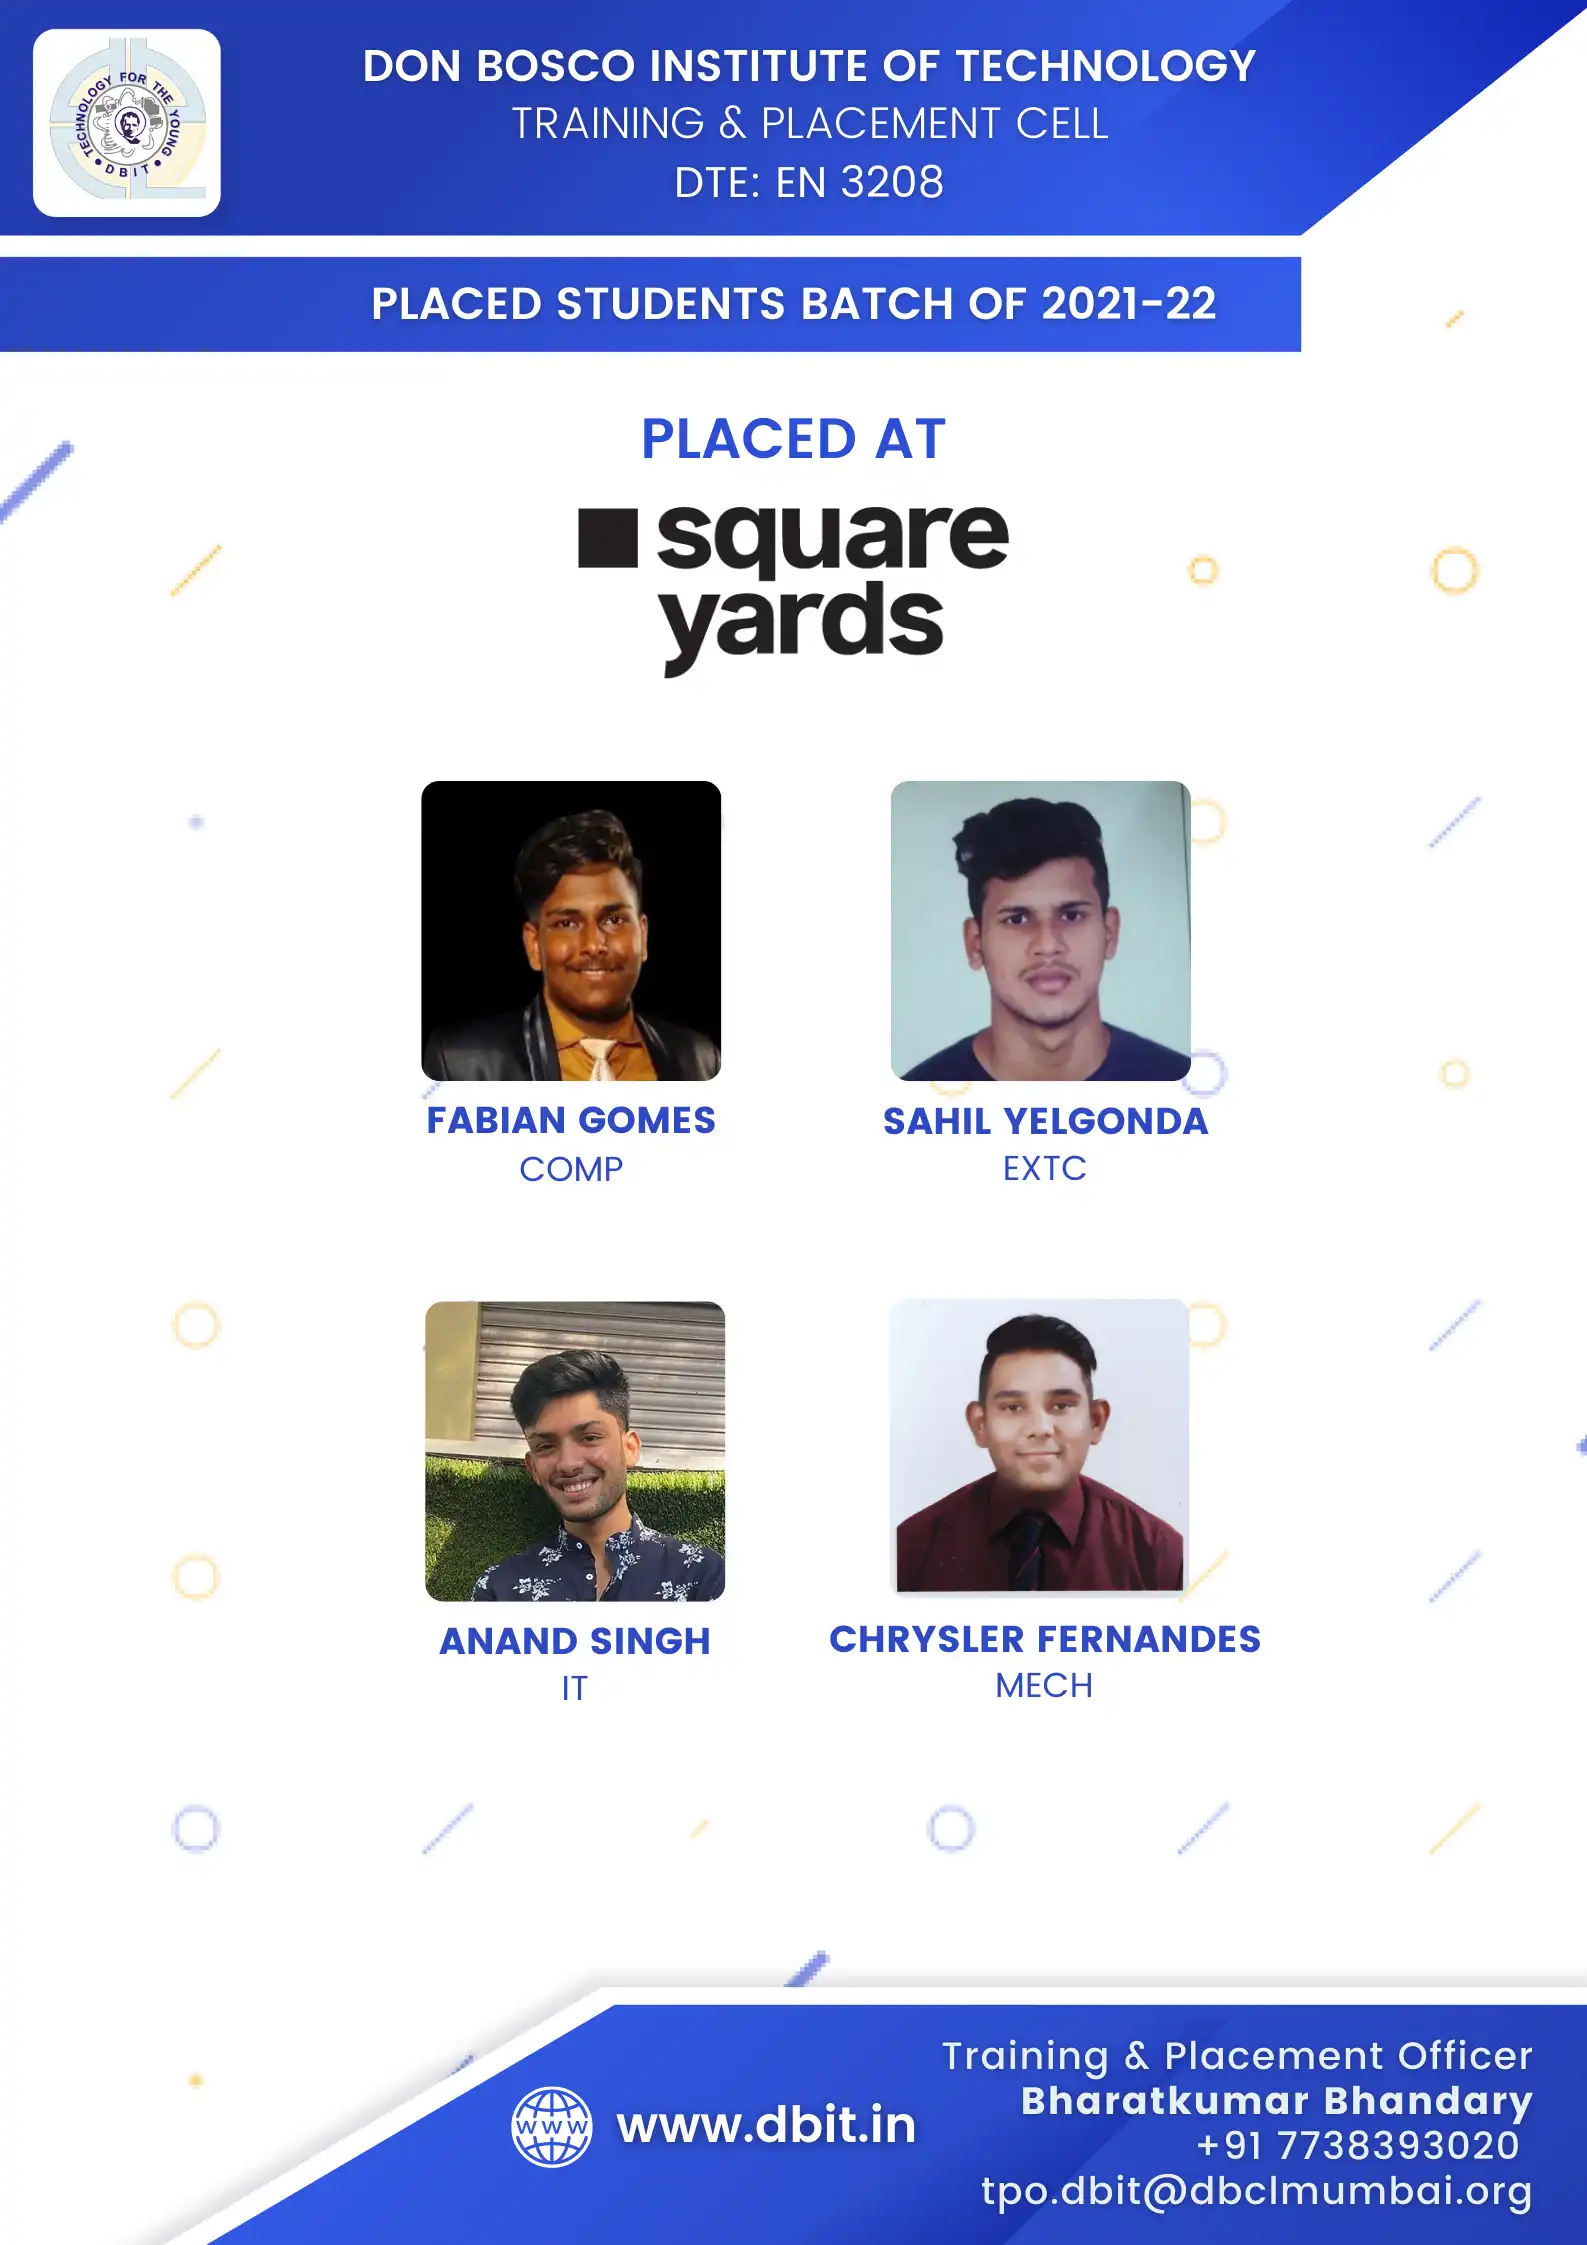 TECHNOLOGY FOR THE YOUNG
DBIT
DON BOSCO INSTITUTE OF TECHNOLOGY
TRAINING & PLACEMENT CELL
DTE: EN 3208
PLACED STUDENTS BATCH OF 2021-22
PLACED AT
square
yards
FABIAN GOMES
COMP
SAHIL YELGONDA
EXTC
ANAND SINGH
IT
CHRYSLER FERNANDES
MECH
WWW
www.dbit.in
Training & Placement Officer
Bharatkumar Bhandary
+91 7738393020
tpo.dbit@dbclmumbai.org